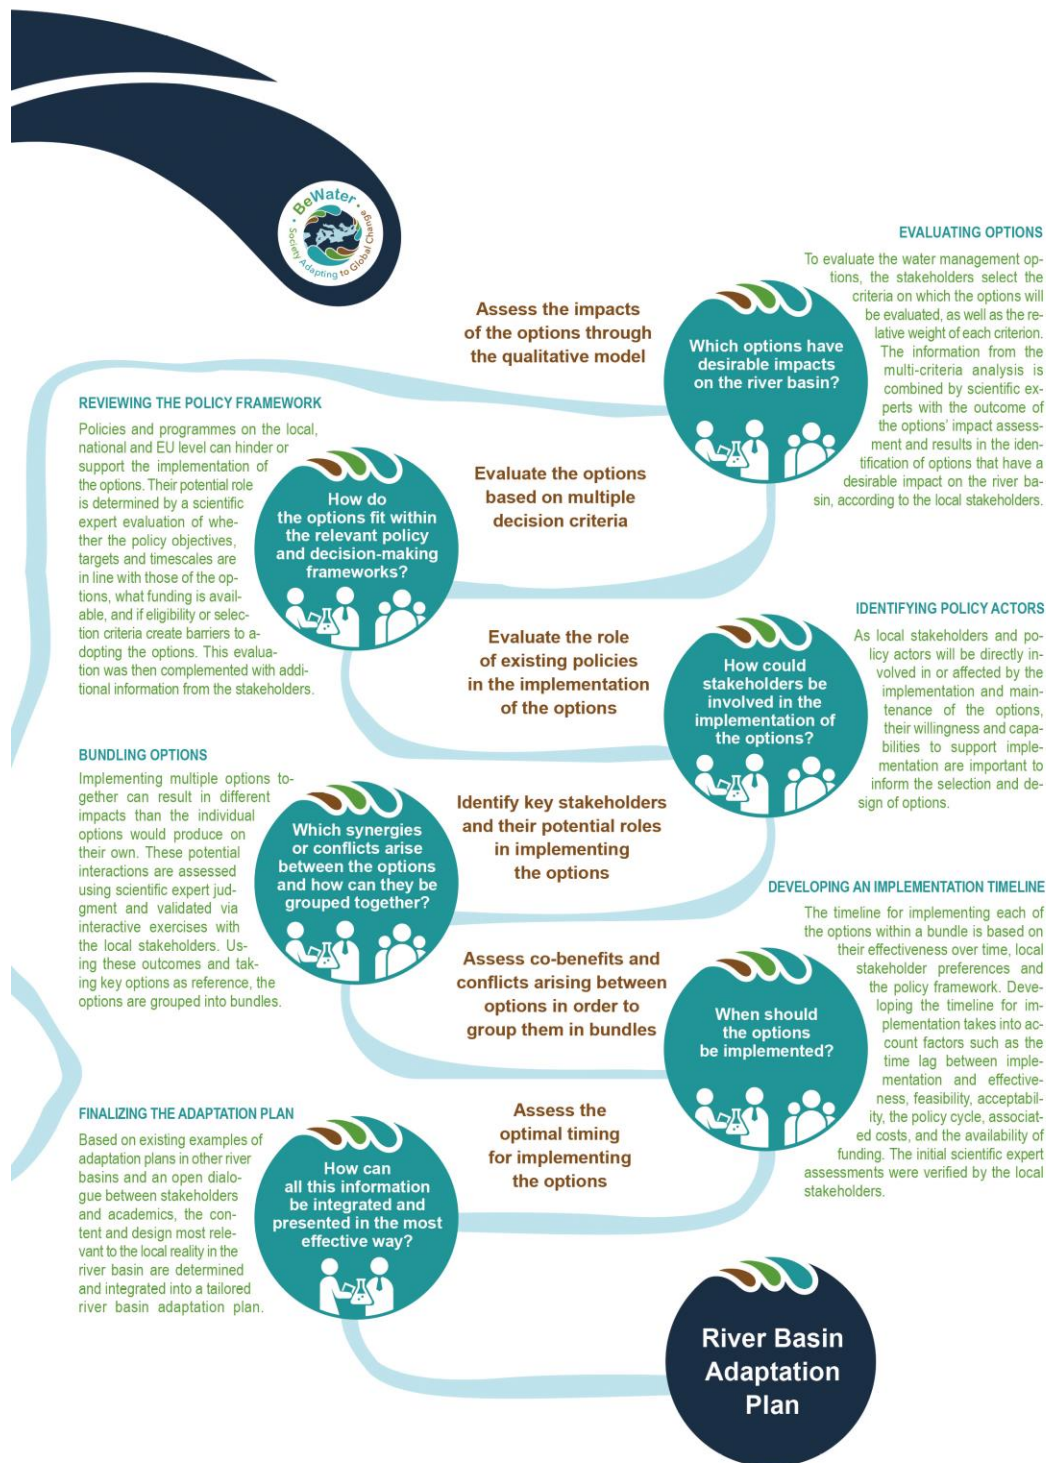 · BeWater ·
Society Adapting to Global Change
EVALUATING OPTIONS
To evaluate the water management op-
tions, the stakeholders select the
criteria on which the options will
be evaluated, as well as the re-
lative weight of each criterion.
The information from the
multi-criteria analysis is
combined by scientific ex-
perts with the outcome of
the options' impact assess-
ment and results in the iden-
tification of options that have a
desirable impact on the river ba-
sin, according to the local stakeholders.
Assess the impacts
of the options through
the qualitative model
Which options have
desirable impacts
on the river basin?
REVIEWING THE POLICY FRAMEWORK
Policies and programmes on the local,
national and EU level can hinder or
support the implementation of
the options. Their potential role
is determined by a scientific
expert evaluation of whe-
ther the policy objectives,
targets and timescales are
in line with those of the op-
tions, what funding is avail-
able, and if eligibility or selec-
tion criteria create barriers to a-
dopting the options. This evalua-
tion was then complemented with addi-
tional information from the stakeholders.
How do
the options fit within
the relevant policy
and decision-making
frameworks?
Evaluate the options
based on multiple
decision criteria
IDENTIFYING POLICY ACTORS
As local stakeholders and po-
licy actors will be directly in-
volved in or affected by the
implementation and main-
tenance of the options,
their willingness and capa-
bilities to support imple-
mentation are important to
inform the selection and de-
sign of options.
Evaluate the role
of existing policies
in the implementation
of the options
How could
stakeholders be
involved in the
implementation of
the options?
BUNDLING OPTIONS
Implementing multiple options to-
gether can result in different
impacts than the individual
options would produce on
their own. These potential
interactions are assessed
using scientific expert jud-
gment and validated via
interactive exercises with
the local stakeholders. Us-
ing these outcomes and tak-
ing key options as reference, the
options are grouped into bundles.
Which synergies
or conflicts arise
between the options
and how can they be
grouped together?
Identify key stakeholders
and their potential roles
in implementing
the options
DEVELOPING AN IMPLEMENTATION TIMELINE
The timeline for implementing each of
the options within a bundle is based on
their effectiveness over time, local
stakeholder preferences and
the policy framework. Deve-
loping the timeline for im-
plementation takes into ac-
count factors such as the
time lag between imple-
mentation and effective-
ness, feasibility, acceptabil-
ity, the policy cycle, associat-
ed costs, and the availability of
funding. The initial scientific expert
assessments were verified by the local
stakeholders.
Assess co-benefits and
conflicts arising between
options in order to
group them in bundles
When should
the options
be implemented?
FINALIZING THE ADAPTATION PLAN
Based on existing examples of
adaptation plans in other river
basins and an open dialo-
gue between stakeholders
and academics, the con-
tent and design most rele-
vant to the local reality in the
river basin are determined
and integrated into a tailored
river basin adaptation plan.
How can
all this information
be integrated and
presented in the most
effective way?
Assess the
optimal timing
for implementing
the options
River Basin
Adaptation
Plan